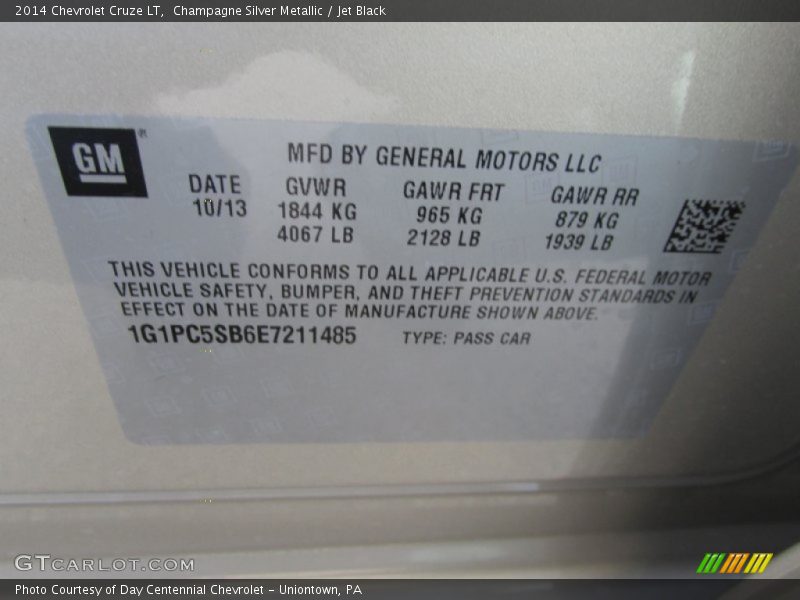 2014 Chevrolet Cruze LT,  Champagne Silver Metallic / Jet Black
GM®
MFD BY GENERAL MOTORS LLC
DATE GVWR GAWR FRT GAWR RR
10/13 1844 KG 965 KG 879 KG
4067 LB 2128 LB 1939 LB
THIS VEHICLE CONFORMS TO ALL APPLICABLE U.S. FEDERAL MOTOR
VEHICLE SAFETY, BUMPER, AND THEFT PREVENTION STANDARDS IN
EFFECT ON THE DATE OF MANUFACTURE SHOWN ABOVE.
1G1PC5SB6E7211485 TYPE: PASS CAR
GTCARLOT.COM
Photo Courtesy of Day Centennial Chevrolet - Uniontown, PA